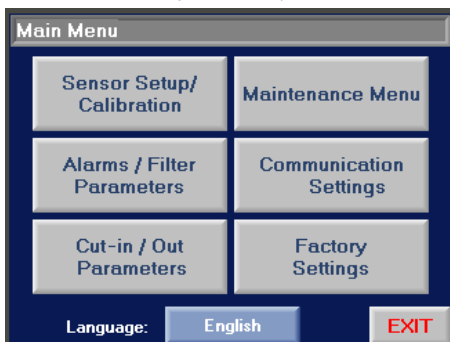 Main Menu
Sensor Setup/
Calibration
Maintenance Menu
Alarms / Filter
Parameters
Communication
Settings
Cut-in / Out
Parameters
Factory
Settings
Language:
English
EXIT